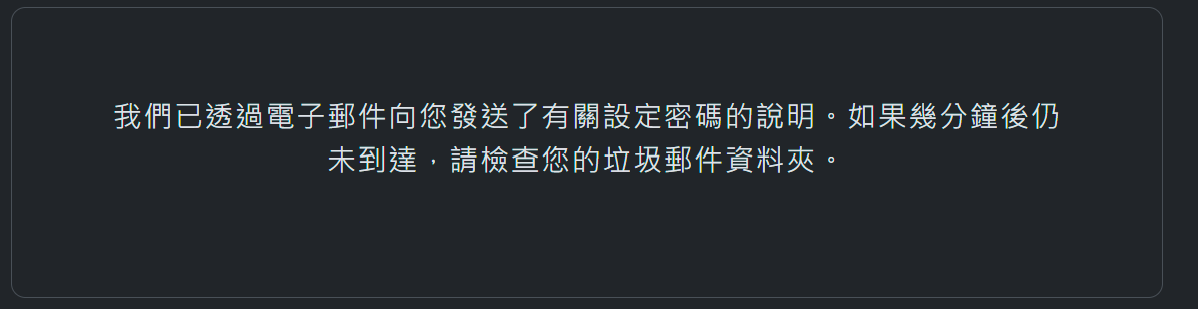 我們已透過電子郵件向您發送了有關設定密碼的說明。如果幾分鐘後仍
未到達，請檢查您的垃圾郵件資料夾。